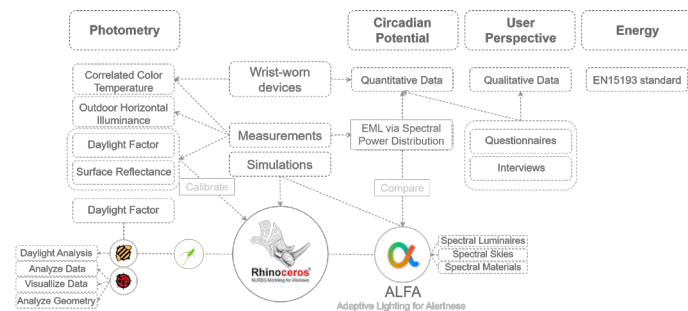 Photometry
Circadian
Potential
User
Perspective
Energy
Correlated Color
Temperature
Wrist-worn
devices
Quantitative Data
Qualitative Data
EN15193 standard
Outdoor Horizontal
Illuminance
Measurements
EML via Spectral
Power Distribution
Questionnaires
Daylight Factor
Simulations
Interviews
Surface Reflectance
Calibrate
Compare
Daylight Factor
Daylight Analysis
Analyze Data
Visualize Data
Analyze Geometry
Rhinoceros®
NURBS Modeling for Windows
Spectral Luminaires
Spectral Skies
Spectral Materials
ALFA
Adaptive Lighting for Alertness